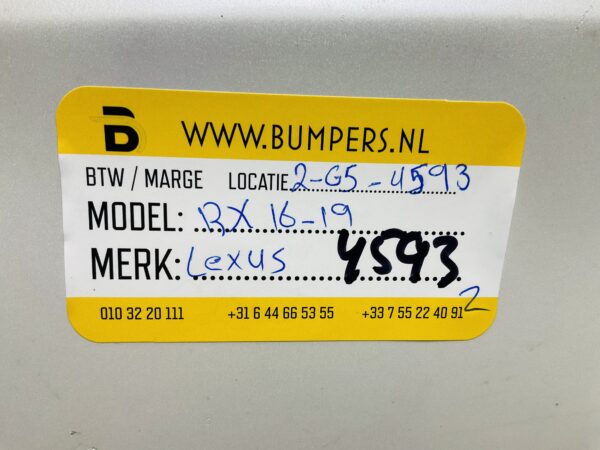 B WWW.BUMPERS.NL
BTW / MARGE LOCATIE 2-G5-4593
MODEL: RX 16-19
MERK: Lexus 4593
2
010 32 20 111 +31 6 44 66 53 55 +33 7 55 22 40 91